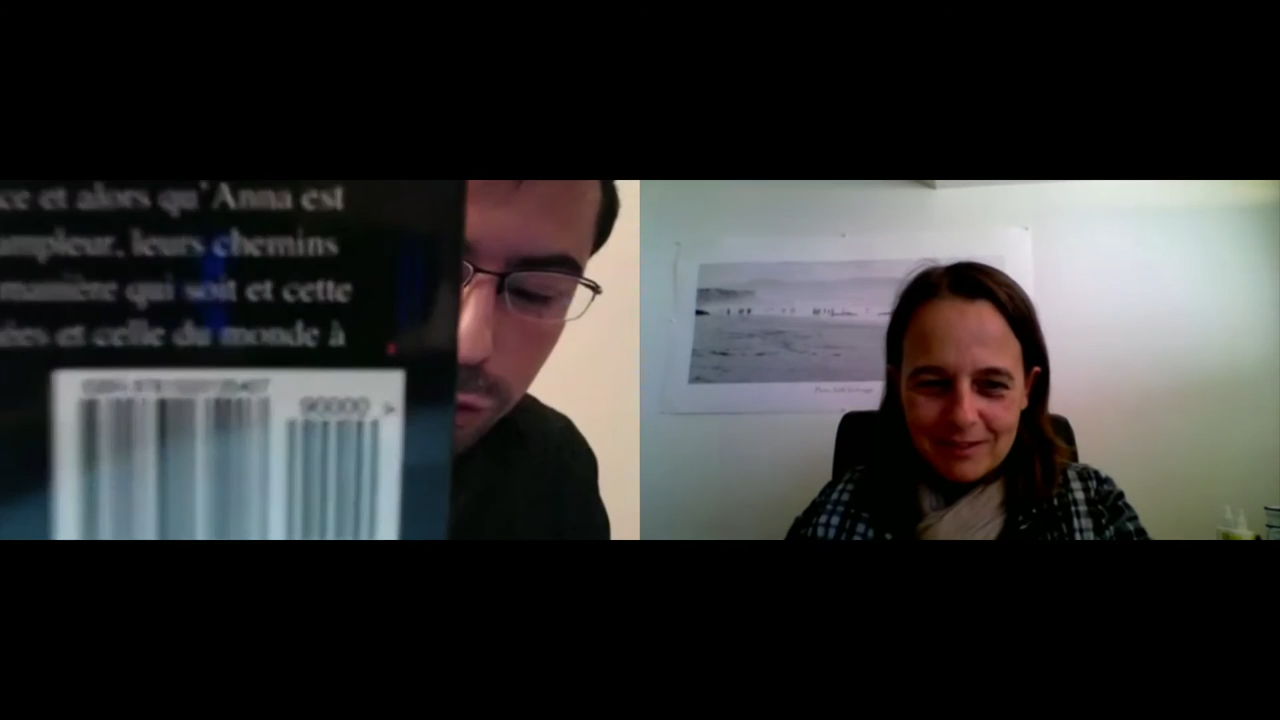 ce et alors qu'Anna est
ampleur, leurs chemins
manière qui soit et cette
ées et celle du monde à
90000 >